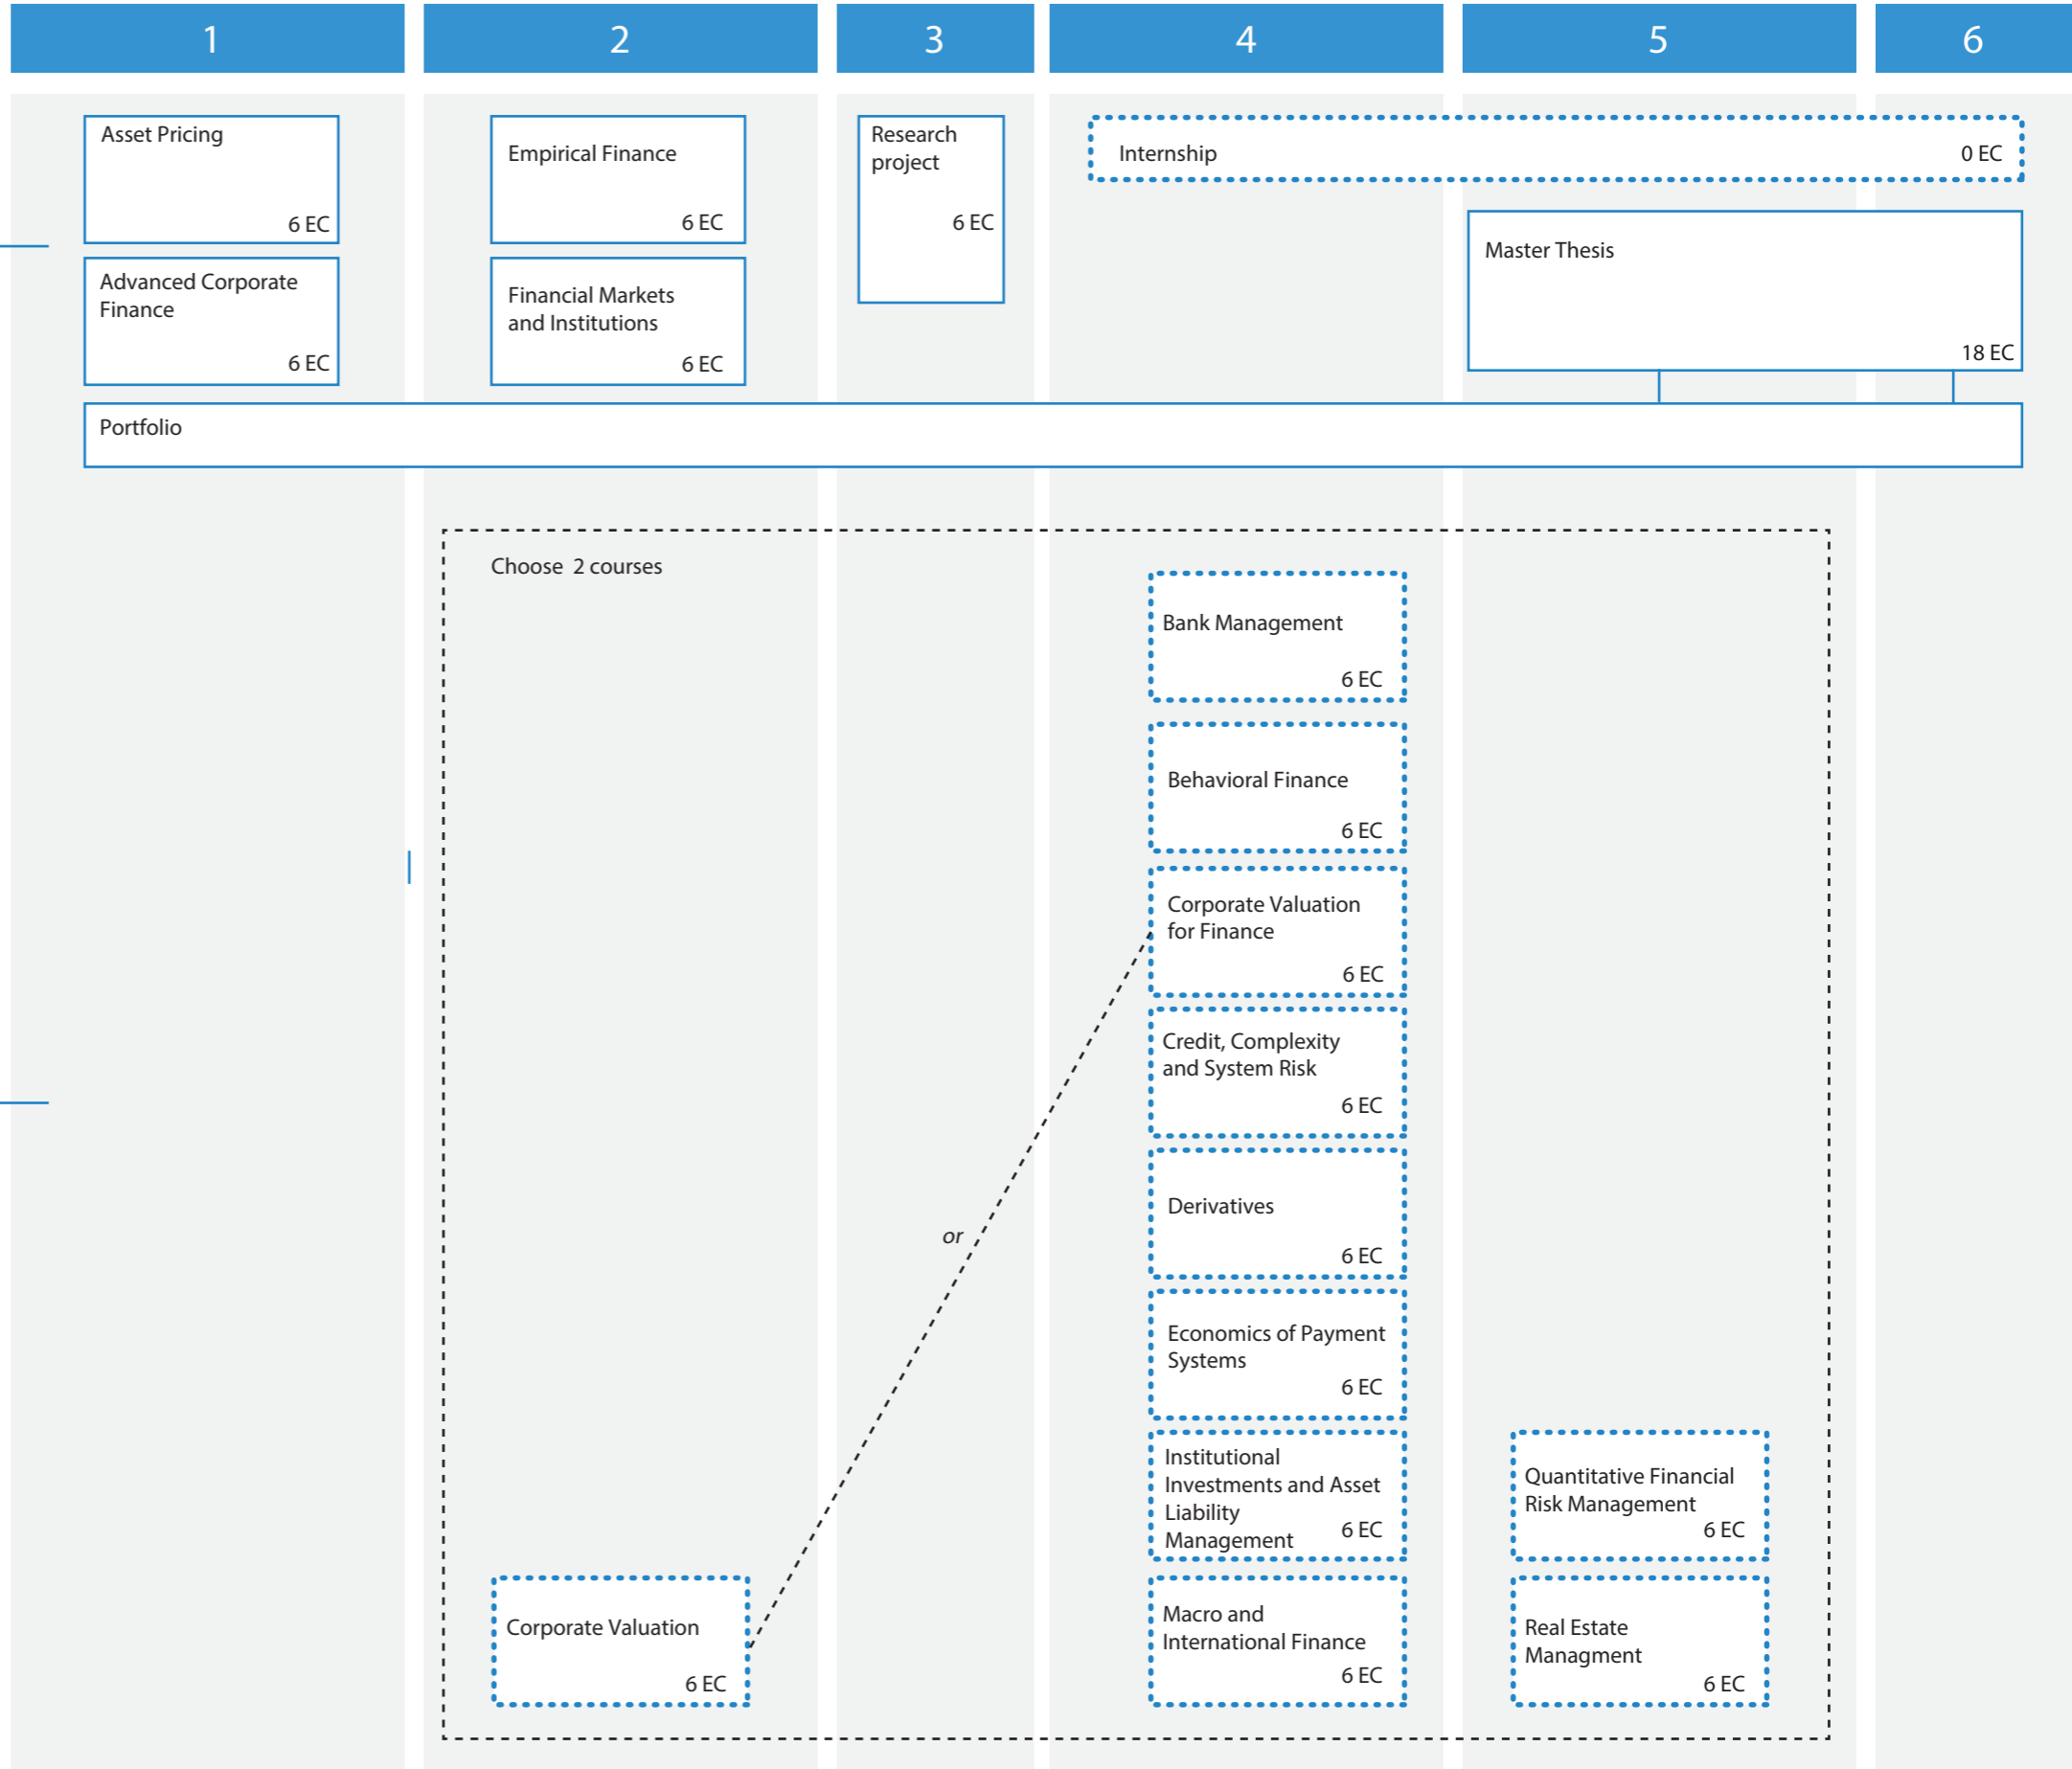 1
2
3
4
5
6
Asset Pricing
6 EC
Empirical Finance
6 EC
Research
project
6 EC
Internship
0 EC
Advanced Corporate
Finance
6 EC
Financial Markets
and Institutions
6 EC
Master Thesis
18 EC
Portfolio
Choose 2 courses
Bank Management
6 EC
Behavioral Finance
6 EC
Corporate Valuation
for Finance
6 EC
Credit, Complexity
and System Risk
6 EC
Derivatives
6 EC
or
Economics of Payment
Systems
6 EC
Institutional
Investments and Asset
Liability
Management
6 EC
Quantitative Financial
Risk Management
6 EC
Corporate Valuation
6 EC
Macro and
International Finance
6 EC
Real Estate
Managment
6 EC